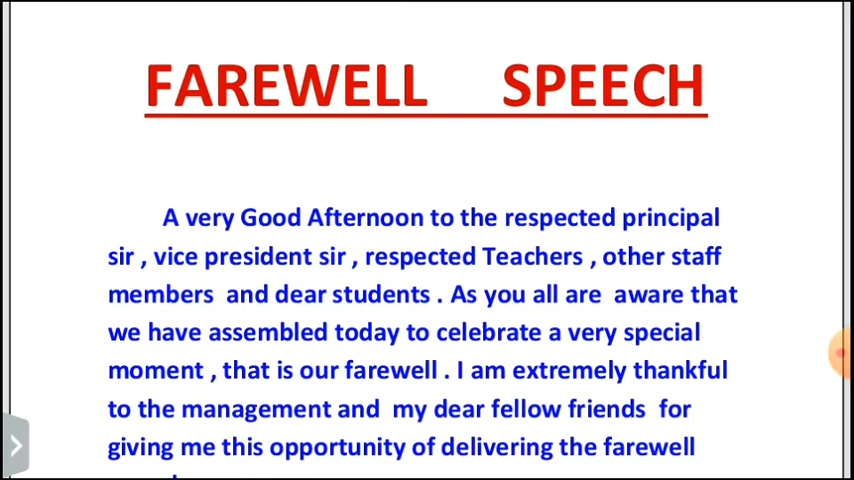 FAREWELL SPEECH
A very Good Afternoon to the respected principal
sir , vice president sir , respected Teachers , other staff
members and dear students . As you all are aware that
we have assembled today to celebrate a very special
moment , that is our farewell . I am extremely thankful
to the management and my dear fellow friends for
giving me this opportunity of delivering the farewell